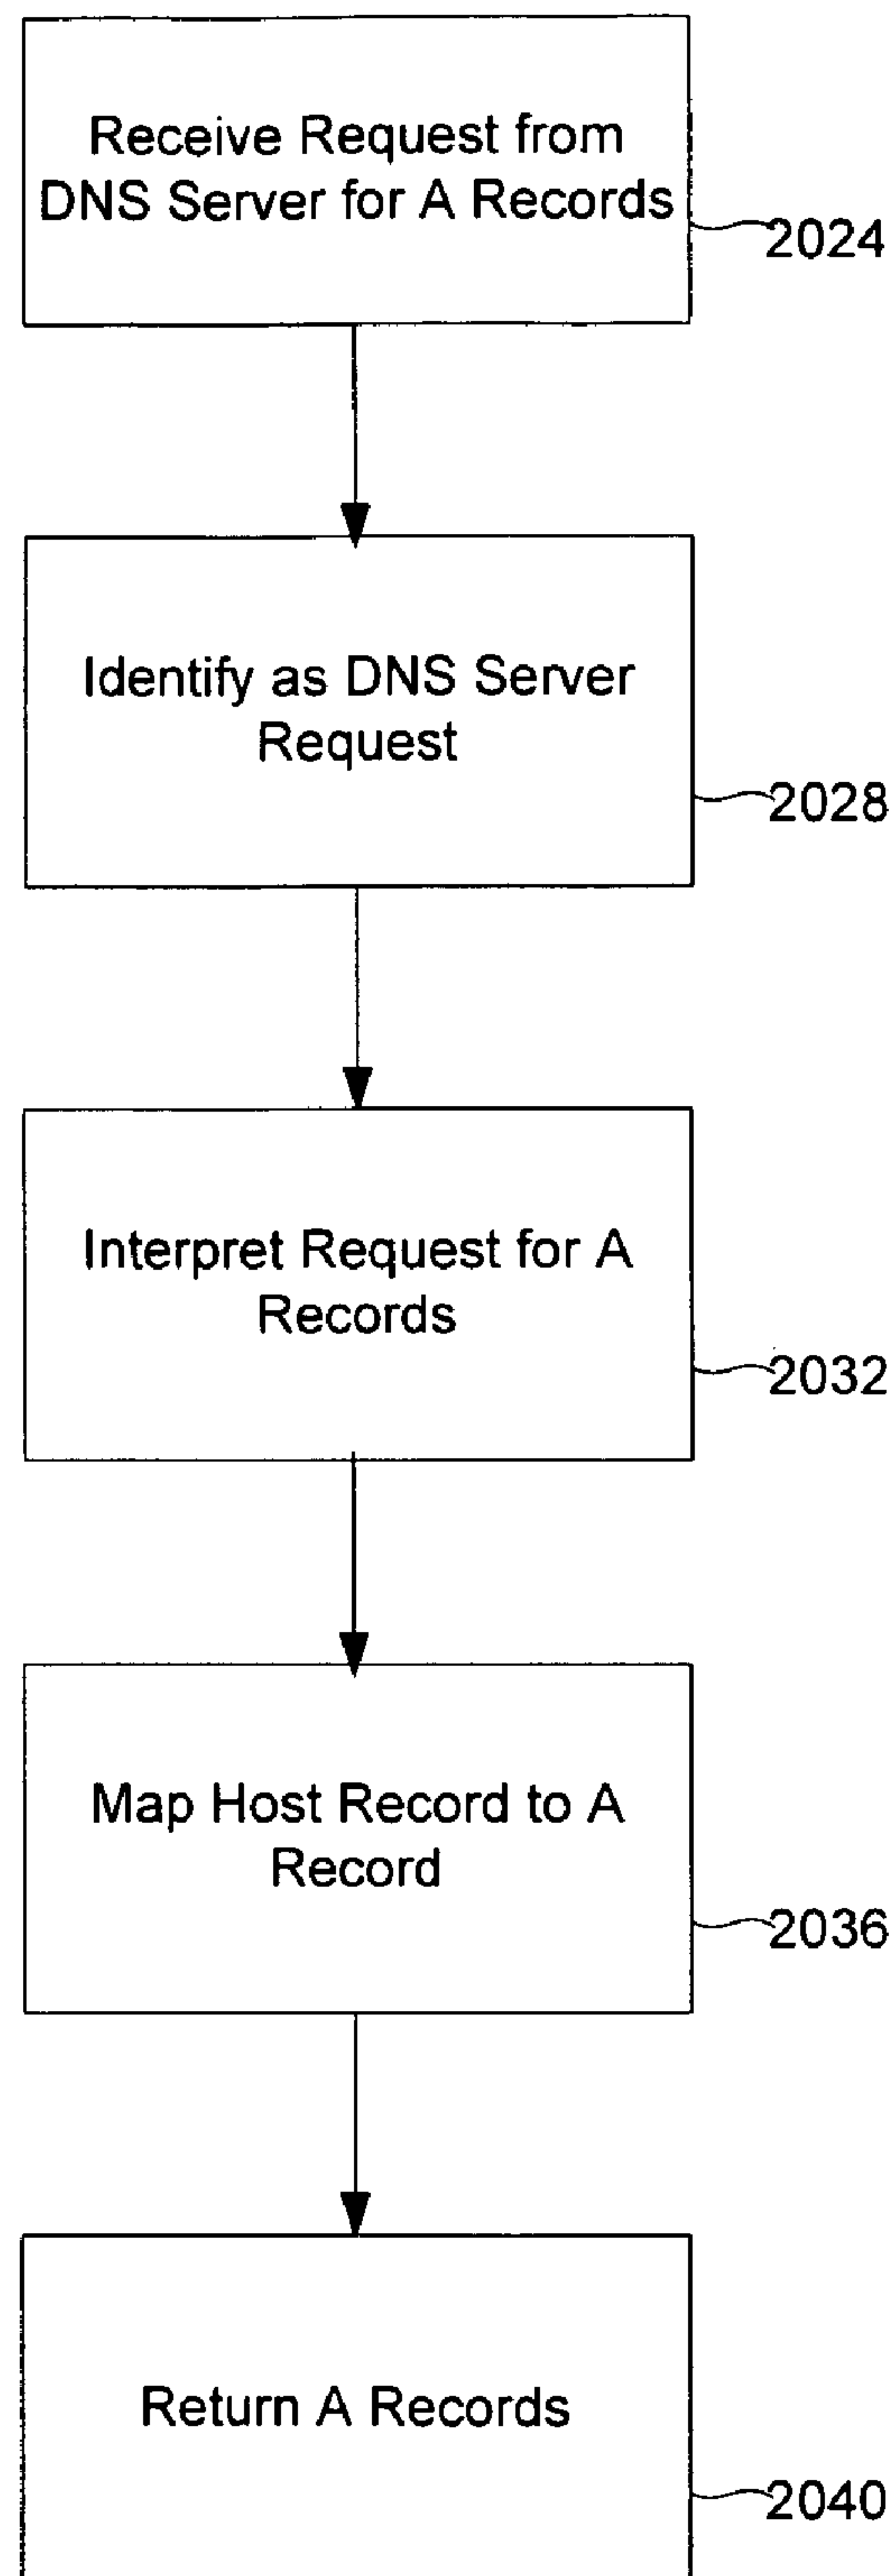 Receive Request from
DNS Server for A Records
2024
Identify as DNS Server
Request
2028
Interpret Request for A
Records
2032
Map Host Record to A
Record
2036
Return A Records
2040